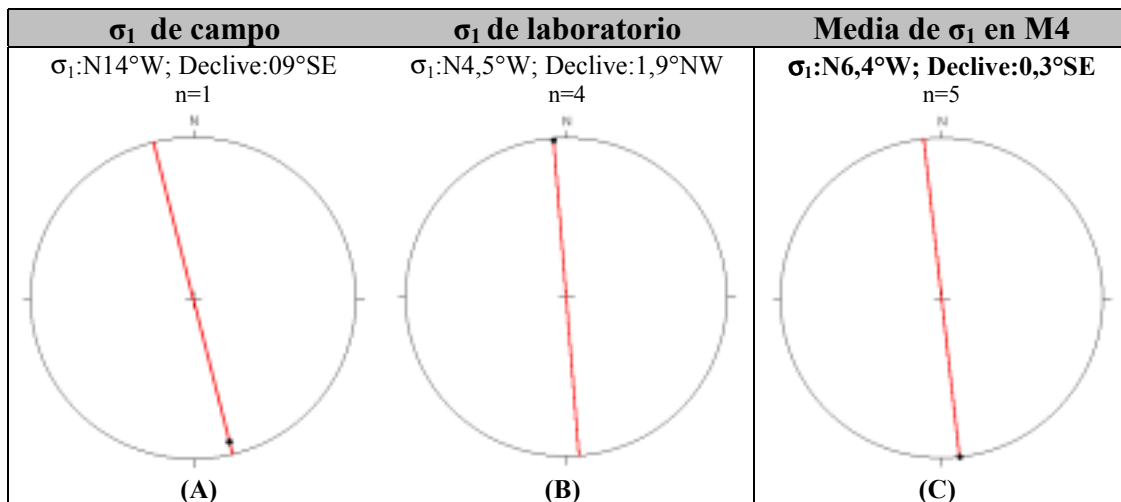 σ₁ de campo
σ₁ de laboratorio
Media de σ₁ en M4
σ₁:N14°W; Declive:09°SE
n=1
σ₁:N4,5°W; Declive:1,9°NW
n=4
σ₁:N6,4°W; Declive:0,3°SE
n=5
N
N
N
(A)
(B)
(C)